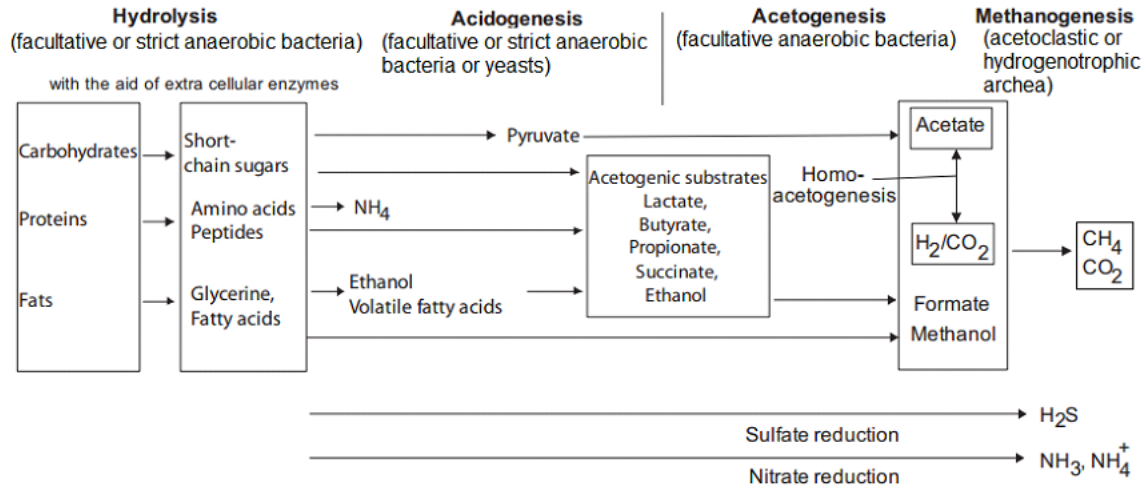 Hydrolysis
(facultative or strict anaerobic bacteria)
Acidogenesis
(facultative or strict anaerobic
bacteria or yeasts)
Acetogenesis
(facultative anaerobic bacteria)
Methanogenesis
(acetoclastic or
hydrogenotrophic
archea)
with the aid of extra cellular enzymes
Carbohydrates
Proteins
Fats
Short-
chain sugars
Amino acids
Peptides
Glycerine,
Fatty acids
Pyruvate
NH₄
Ethanol
Volatile fatty acids
Acetogenic substrates
Lactate,
Butyrate,
Propionate,
Succinate,
Ethanol
Homo-
acetogenesis
Acetate
H₂/CO₂
Formate
Methanol
CH₄
CO₂
Sulfate reduction
H₂S
Nitrate reduction
NH₃, NH₄⁺